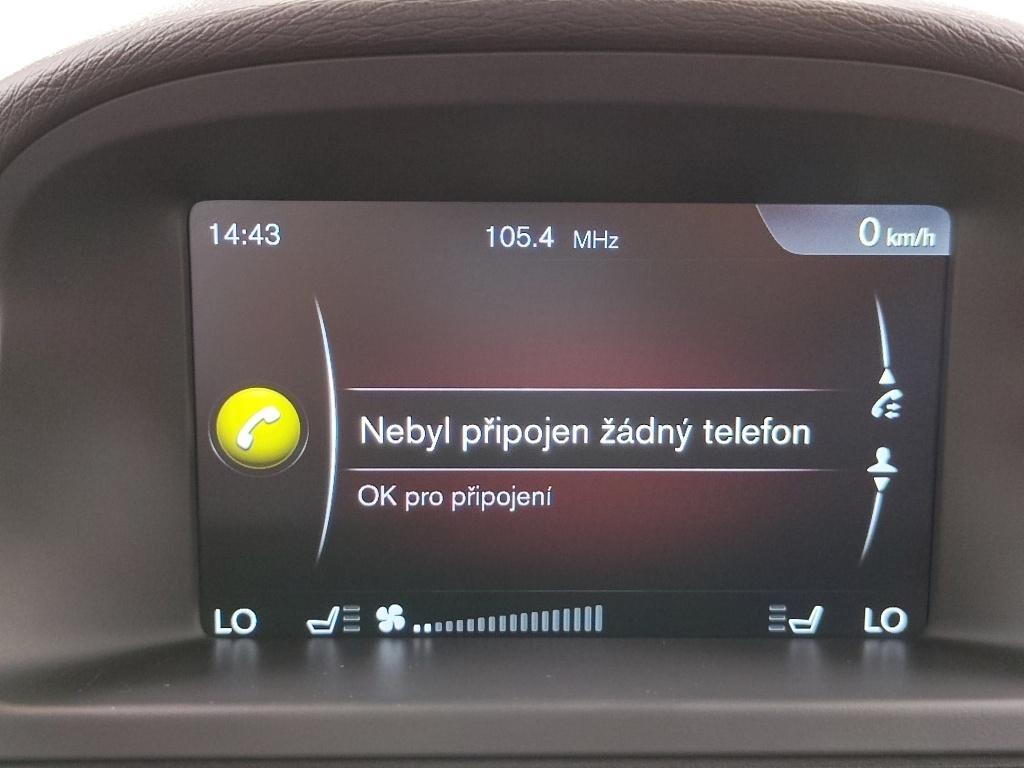 14:43 105.4 MHz 0 km/h
Nebyl připojen žádný telefon
OK pro připojení
LO LO